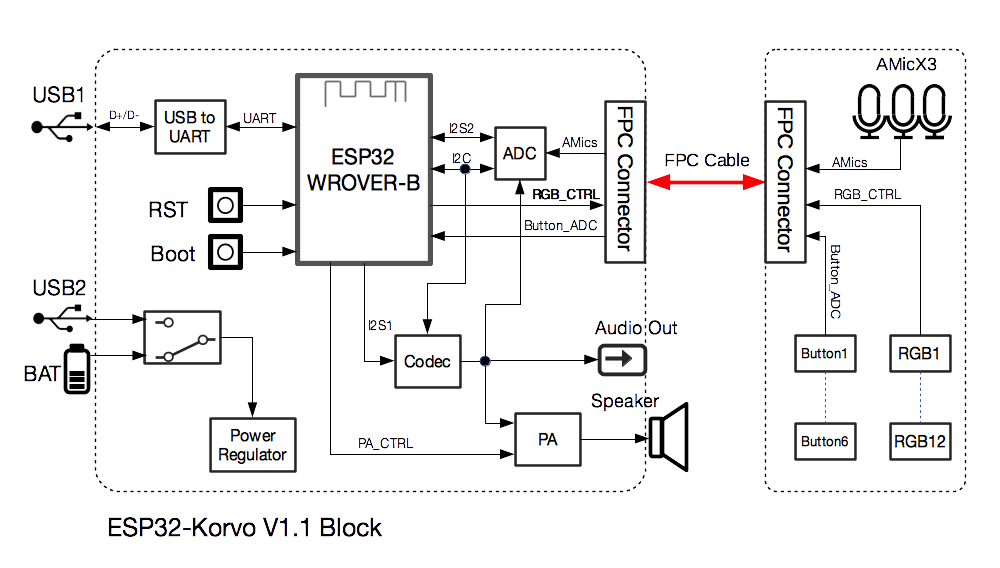 AMicX3
USB1
D+/D-
USB to
UART
UART
ESP32
WROVER-B
I2S2
I2C
ADC
AMics
FPC Connector
FPC Cable
FPC Connector
AMics
RGB_CTRL
RGB_CTRL
Button_ADC
Button_ADC
RST
Boot
USB2
BAT
I2S1
Codec
Audio Out
Speaker
Button1
RGB1
Power
Regulator
PA_CTRL
PA
Button6
RGB12
ESP32-Korvo V1.1 Block